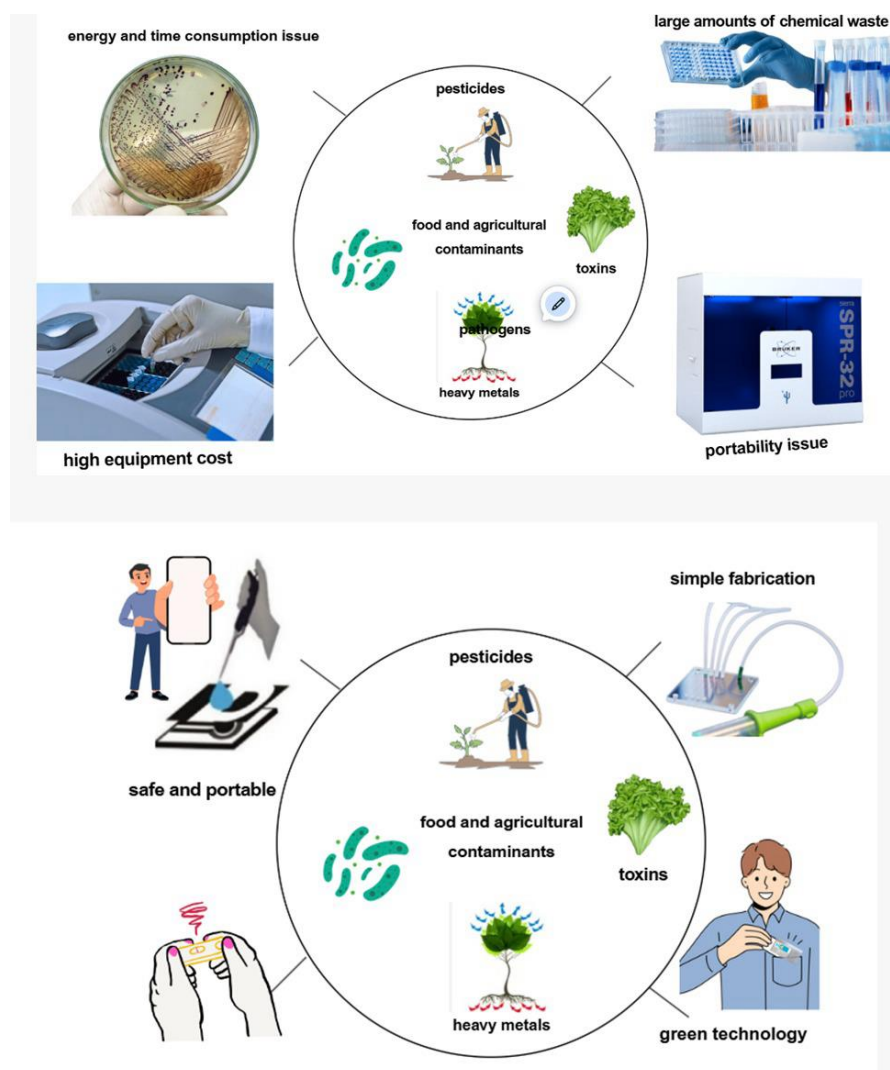 energy and time consumption issue
large amounts of chemical waste
pesticides
food and agricultural
contaminants
toxins
pathogens
heavy metals
BRUKER
sierra
SPR-32
pro
high equipment cost
portability issue
simple fabrication
pesticides
safe and portable
food and agricultural
contaminants
toxins
heavy metals
green technology